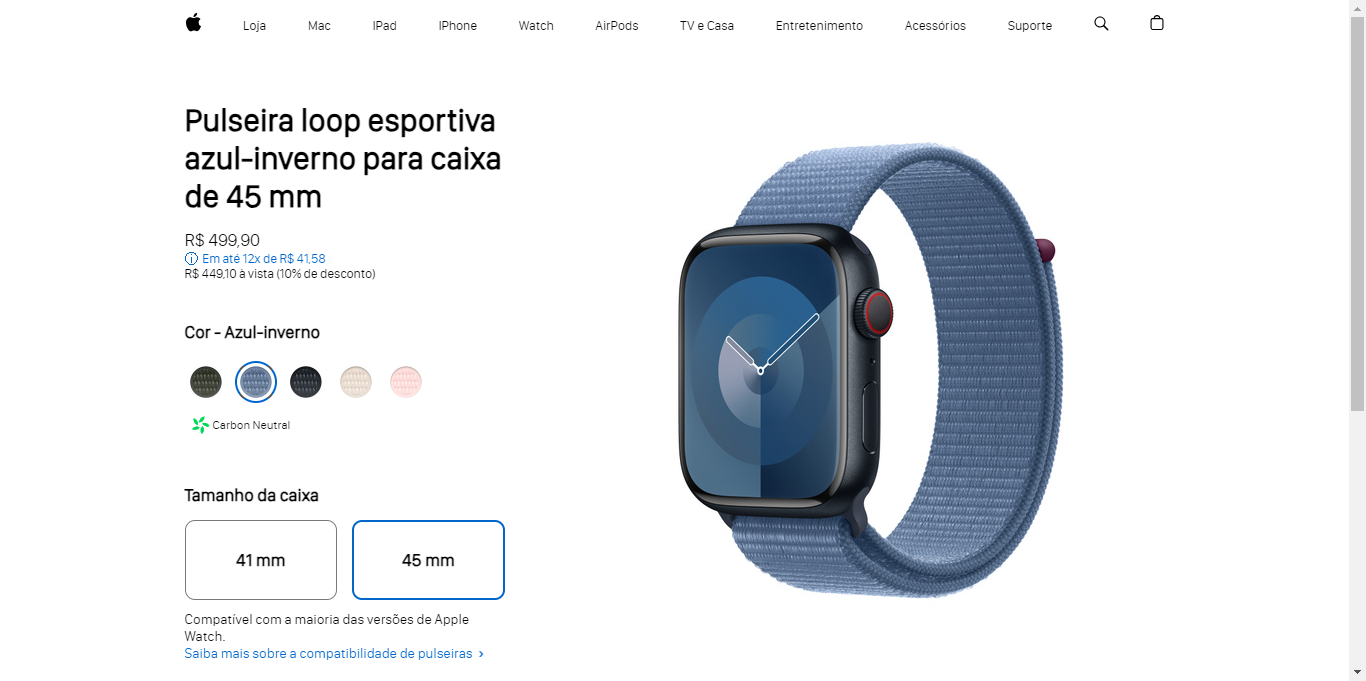 Loja Mac IPad IPhone Watch AirPods TV e Casa Entretenimento Acessórios Suporte
Pulseira loop esportiva
azul-inverno para caixa
de 45 mm
R$ 499,90
Em até 12x de R$ 41,58
R$ 449,10 à vista (10% de desconto)
Cor - Azul-inverno
Carbon Neutral
Tamanho da caixa
41 mm 45 mm
Compatível com a maioria das versões de Apple
Watch.
Saiba mais sobre a compatibilidade de pulseiras ›